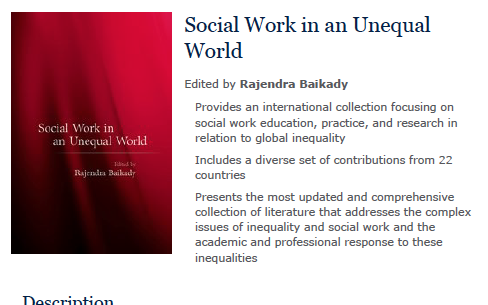 Social Work in an Unequal
World
Edited by Rajendra Baikady
Provides an international collection focusing on
social work education, practice, and research in
relation to global inequality
Includes a diverse set of contributions from 22
countries
Presents the most updated and comprehensive
collection of literature that addresses the complex
issues of inequality and social work and the
academic and professional response to these
inequalities
Social Work in
an Unequal World
Edited by
Rajendra Baikady
Description